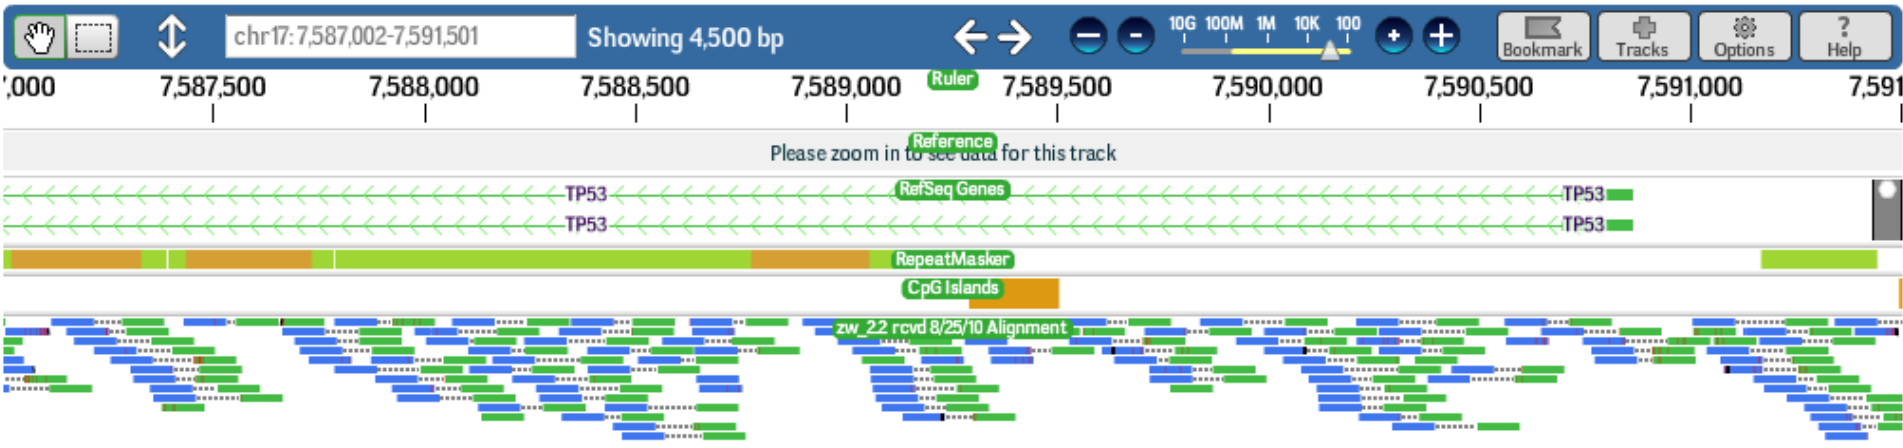 chr17:7,587,002-7,591,501 Showing 4,500 bp 10G 100M 1M 10K 100 Bookmark Tracks Options Help
,000 7,587,500 7,588,000 7,588,500 7,589,000 Ruler 7,589,500 7,590,000 7,590,500 7,591,000 7,591
Reference
Please zoom in to see data for this track
TP53 RefSeq Genes TP53
TP53 TP53
RepeatMasker
CpG Islands
zw_2.2 rcvd 8/25/10 Alignment